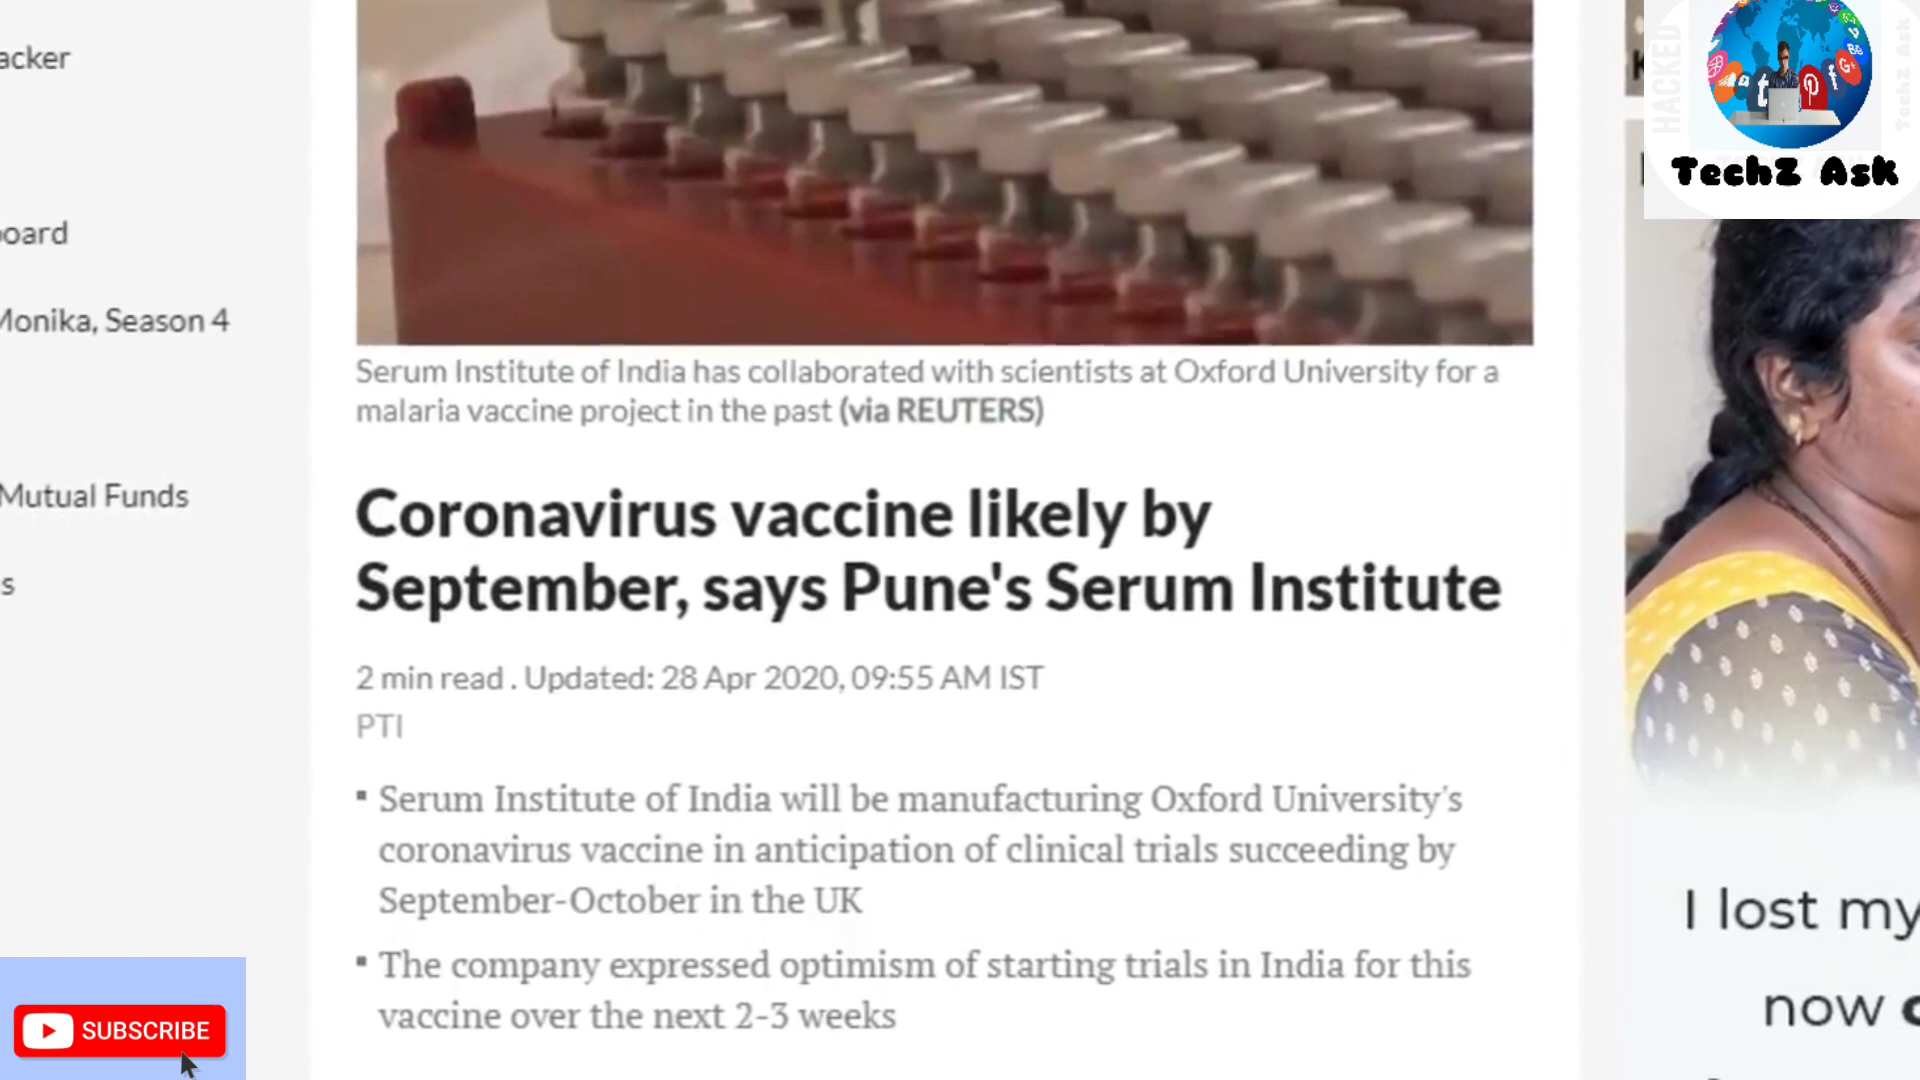 acker
board
Monika, Season 4
Mutual Funds
s
SUBSCRIBE
Serum Institute of India has collaborated with scientists at Oxford University for a
malaria vaccine project in the past (via REUTERS)
Coronavirus vaccine likely by
September, says Pune's Serum Institute
2 min read . Updated: 28 Apr 2020, 09:55 AM IST
PTI
▪ Serum Institute of India will be manufacturing Oxford University's
coronavirus vaccine in anticipation of clinical trials succeeding by
September-October in the UK
▪ The company expressed optimism of starting trials in India for this
vaccine over the next 2-3 weeks
HACKED
TechZ Ask
TechZ Ask
I lost my
now